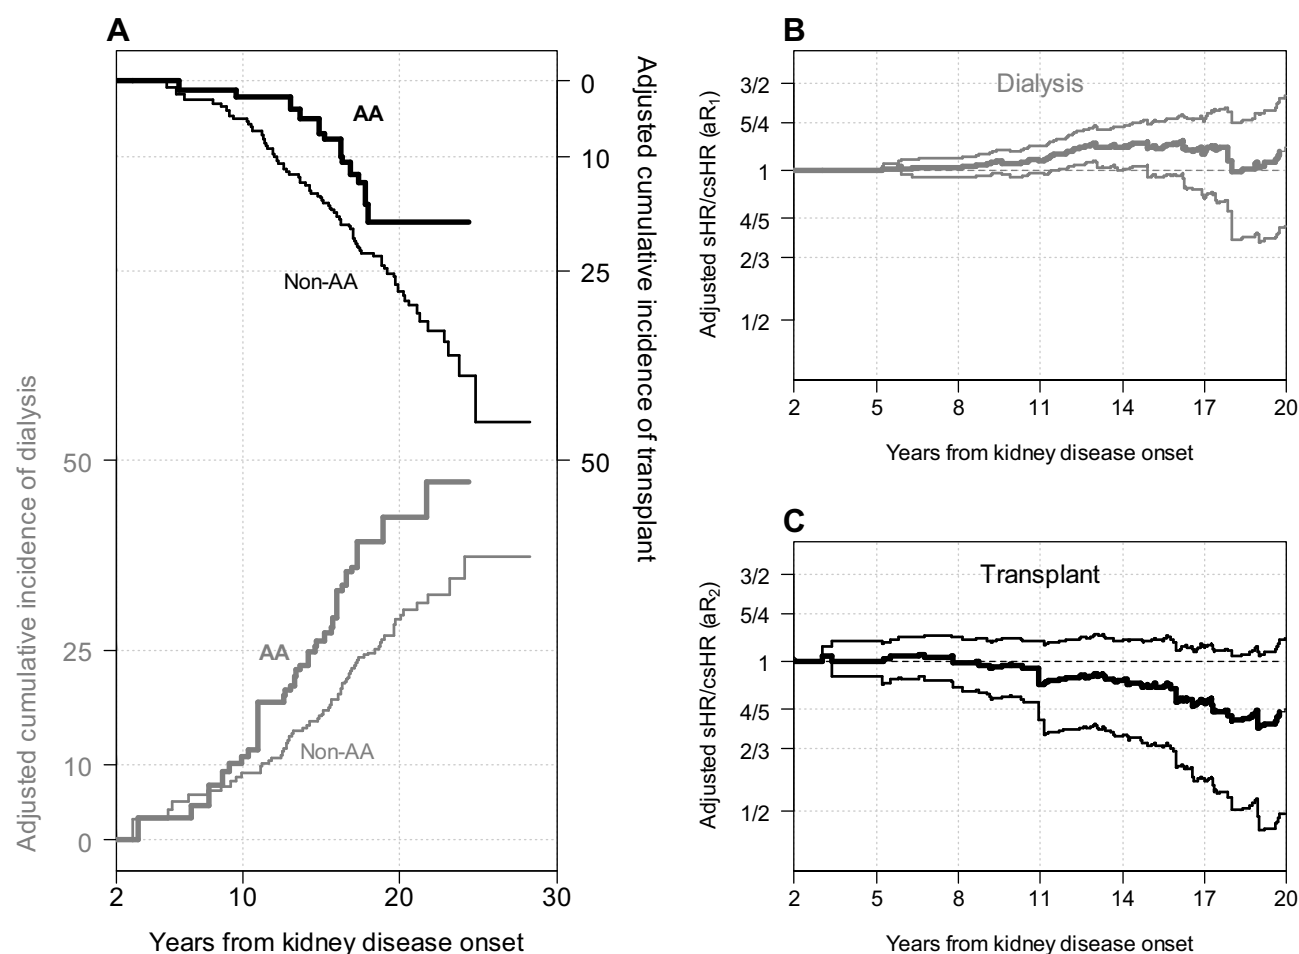 A
Adjusted cumulative incidence of dialysis
50
25
10
0
AA
Non-AA
AA
Non-AA
0
10
25
50
Adjusted cumulative incidence of transplant
2
10
20
30
Years from kidney disease onset
B
Adjusted sHR/csHR (aR1)
Dialysis
3/2
5/4
1
4/5
2/3
1/2
2
5
8
11
14
17
20
Years from kidney disease onset
C
Adjusted sHR/csHR (aR2)
Transplant
3/2
5/4
1
4/5
2/3
1/2
2
5
8
11
14
17
20
Years from kidney disease onset